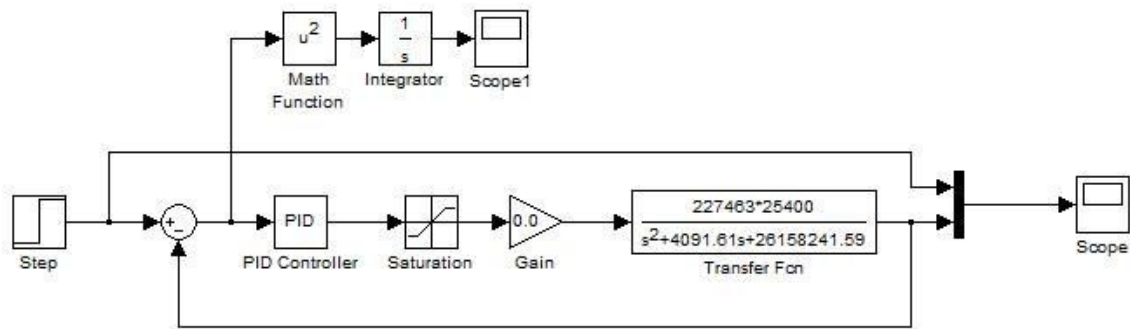 u2
Math
Function
1
s
Integrator
Scope1
Step
+
−
PID
PID Controller
Saturation
0.0
Gain
227463*25400
s2+4091.61s+26158241.59
Transfer Fcn
Scope